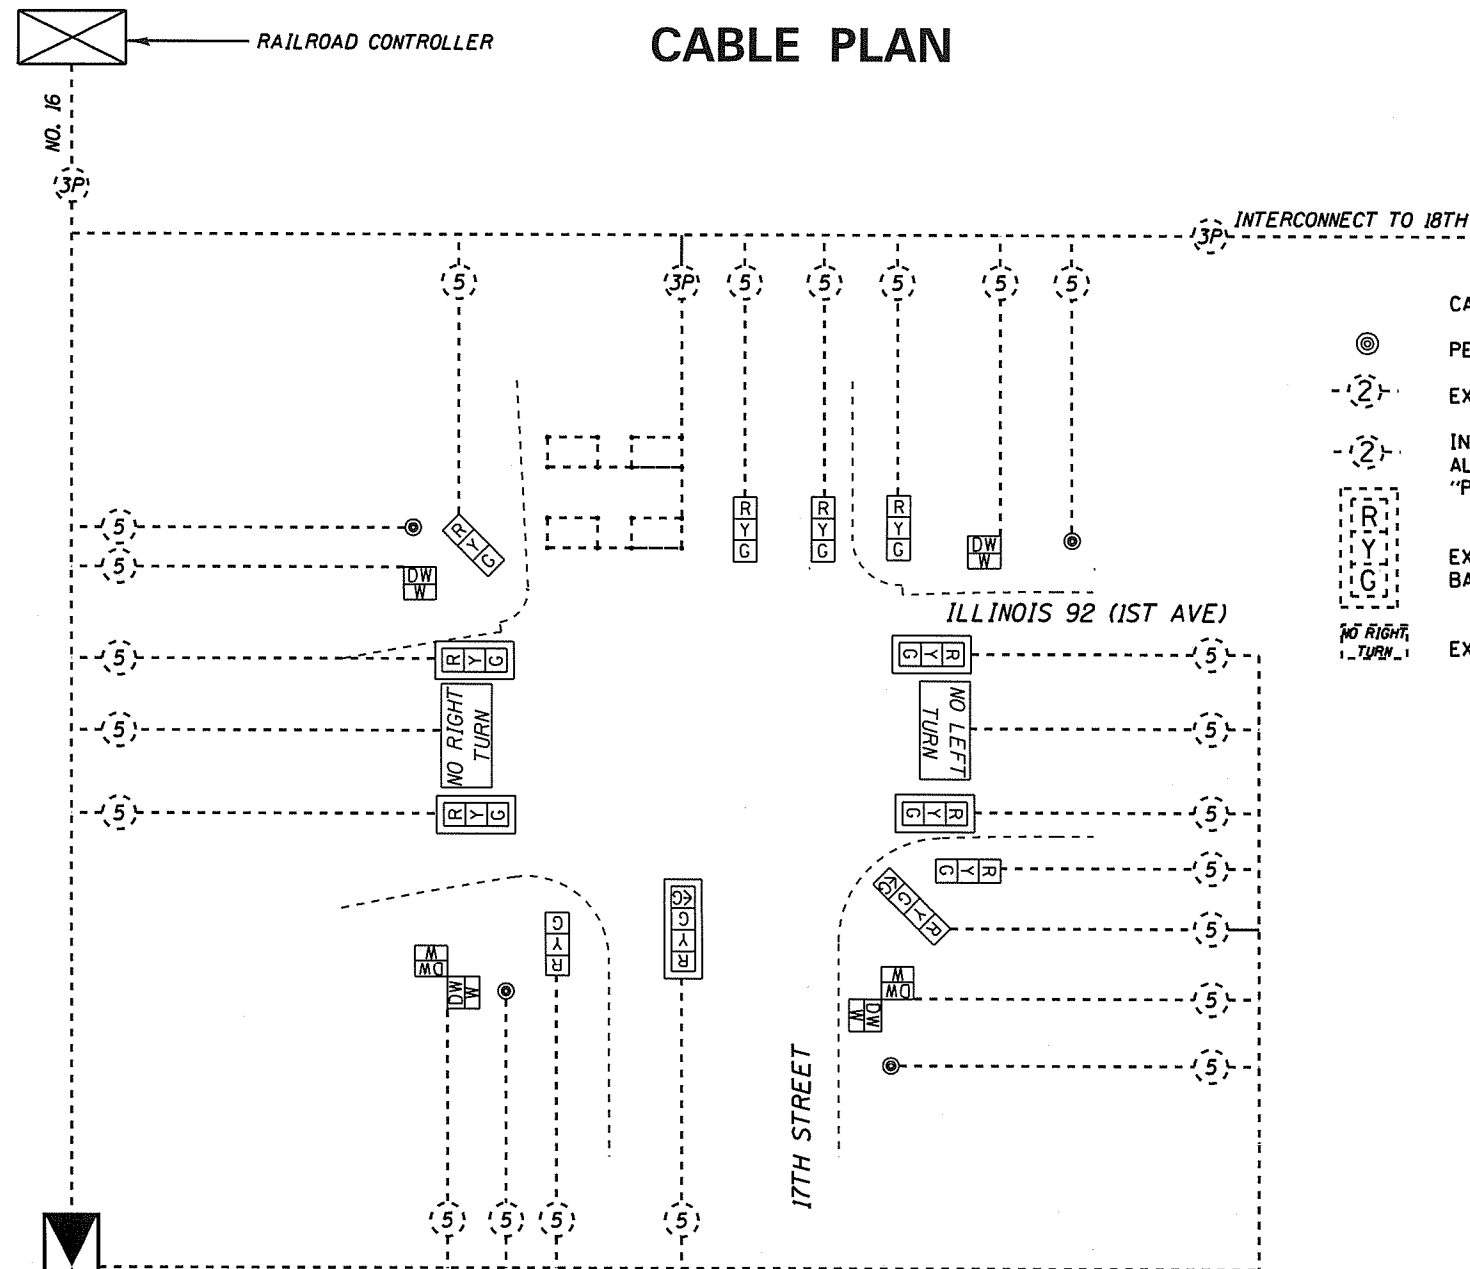 CABLE PLAN
RAILROAD CONTROLLER
NO. 16
3P
INTERCONNECT TO 18TH
3P
5
3P
5
5
5
5
5
CA
PE
2
EX
2
IN
AL
"P
R
Y
G
EX
BA
NO RIGHT
TURN
EX
R
Y
G
R
Y
G
R
Y
G
5
5
R Y G
DW
W
DW
W
ILLINOIS 92 (1ST AVE)
5
R Y G
R Y G
5
5
NO RIGHT
TURN
NO LEFT
TURN
5
5
R Y G
R Y G
5
R Y G
5
R Y G G
5
G
G
Y
R
G
Y
R
DW
W
DW
W
DW
W
5
DW
W
5
17TH STREET
5
5
5
5